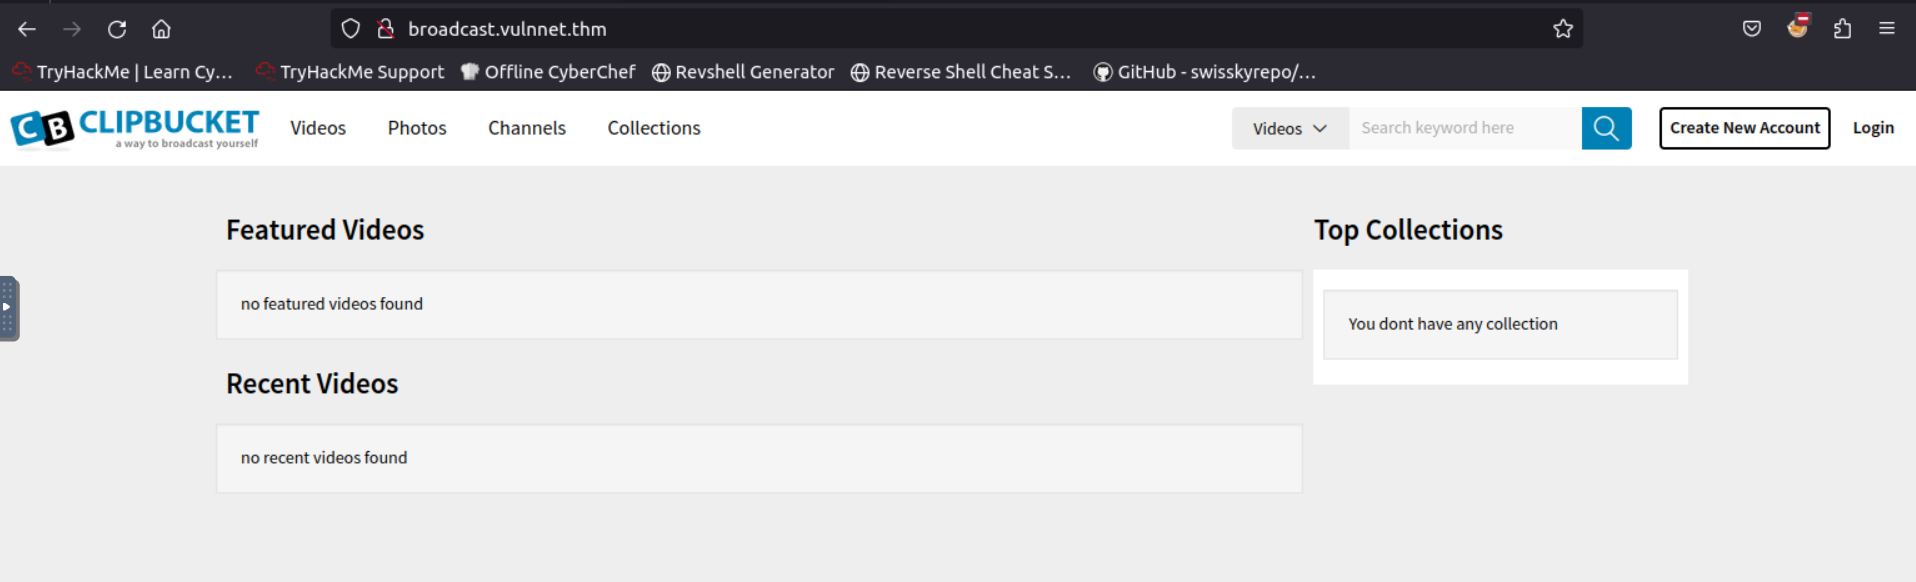 broadcast.vulnnet.thm
TryHackMe | Learn Cy... TryHackMe Support Offline CyberChef Revshell Generator Reverse Shell Cheat S... GitHub - swisskyrepo/...
CB CLIPBUCKET
a way to broadcast yourself
Videos Photos Channels Collections Videos Search keyword here Create New Account Login
Featured Videos
no featured videos found
Recent Videos
no recent videos found
Top Collections
You dont have any collection